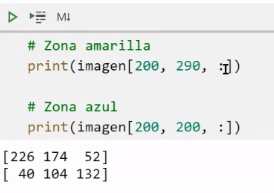 M↓
# Zona amarilla
print(imagen[200, 290, :])
# Zona azul
print(imagen[200, 200, :])
[226 174  52]
[ 40 104 132]